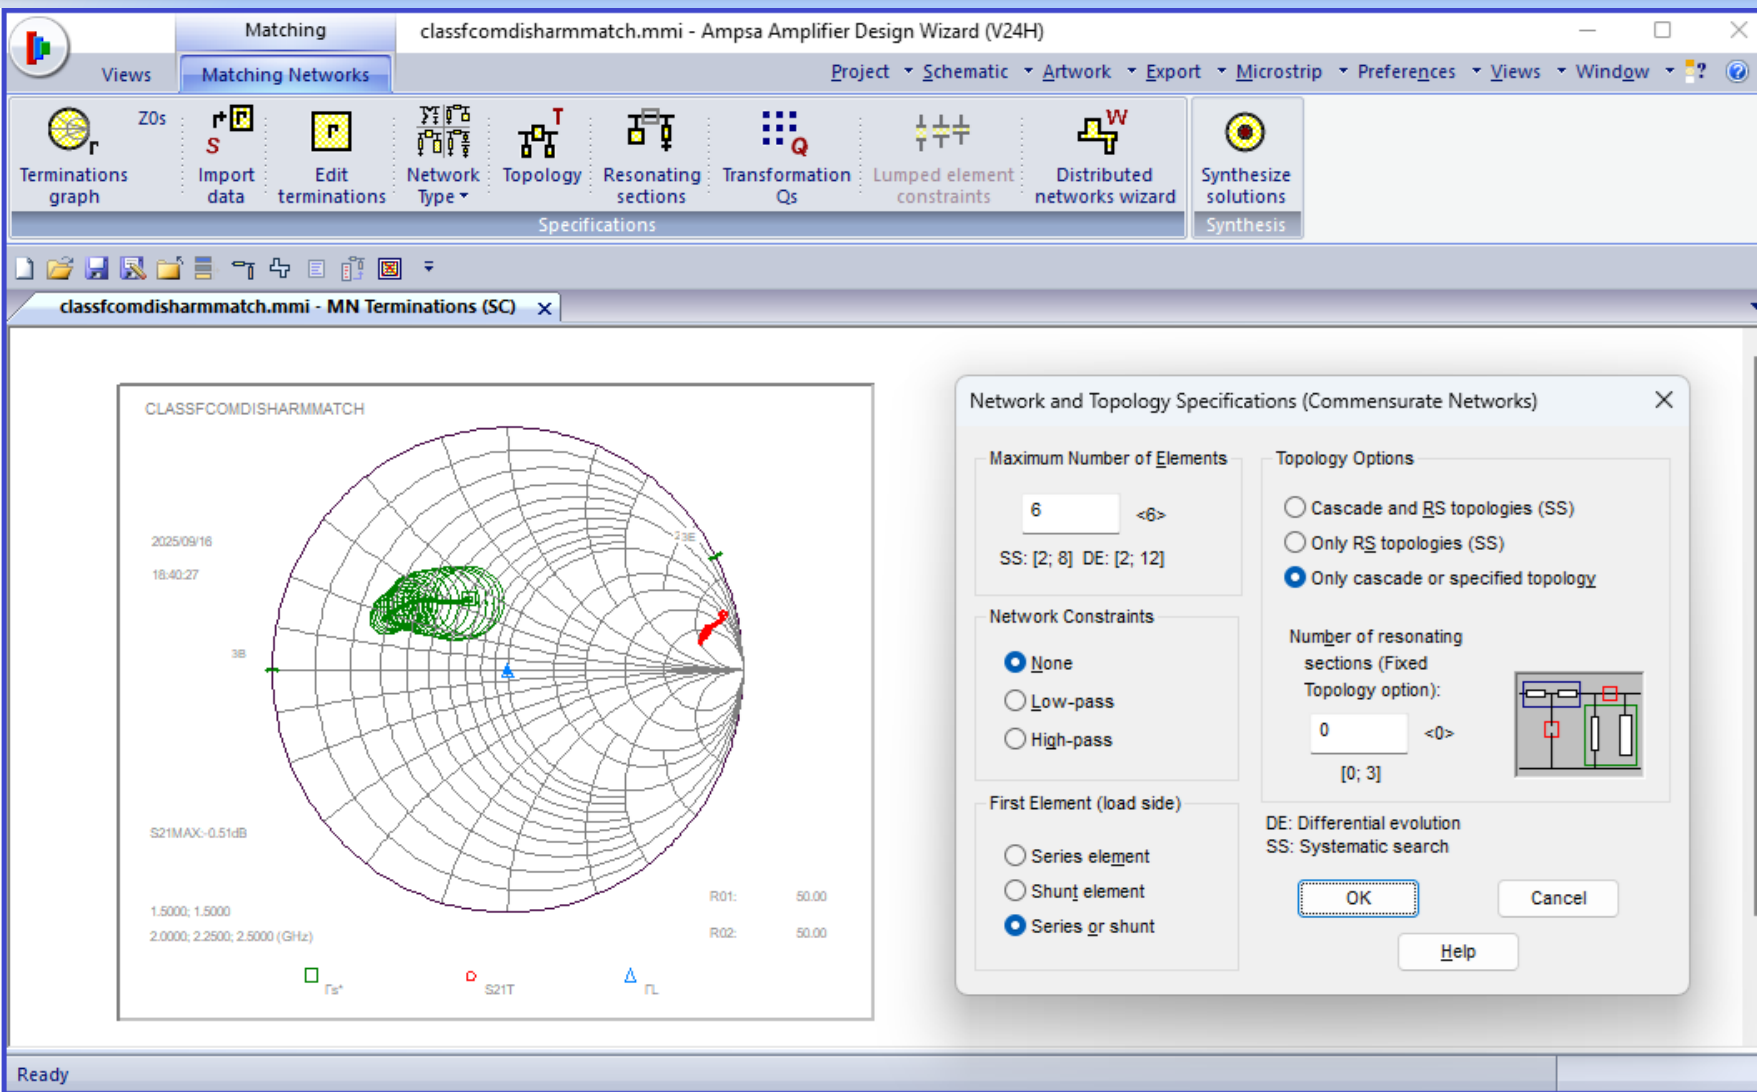 Matching
classfcomdisharmmatch.mmi - Ampsa Amplifier Design Wizard (V24H)
Views
Matching Networks
Project
Schematic
Artwork
Export
Microstrip
Preferences
Views
Window
?
Terminations graph
Z0s
Import data
Edit terminations
Network Type
Topology
Resonating sections
Transformation Qs
Lumped element constraints
Distributed networks wizard
Synthesize solutions
Specifications
Synthesis
classfcomdisharmmatch.mmi - MN Terminations (SC)
CLASSFCOMDISHARMMATCH
2025/09/16
18:40:27
3B
3E
S21MAX:-0.51dB
1.5000; 1.5000
2.0000; 2.2500; 2.5000 (GHz)
R01: 50.00
R02: 50.00
Γs*
S21T
ΓL
Network and Topology Specifications (Commensurate Networks)
Maximum Number of Elements
6 <6>
SS: [2; 8] DE: [2; 12]
Network Constraints
None
Low-pass
High-pass
First Element (load side)
Series element
Shunt element
Series or shunt
Topology Options
Cascade and RS topologies (SS)
Only RS topologies (SS)
Only cascade or specified topology
Number of resonating
sections (Fixed
Topology option):
0 <0>
[0; 3]
DE: Differential evolution
SS: Systematic search
OK
Cancel
Help
Ready